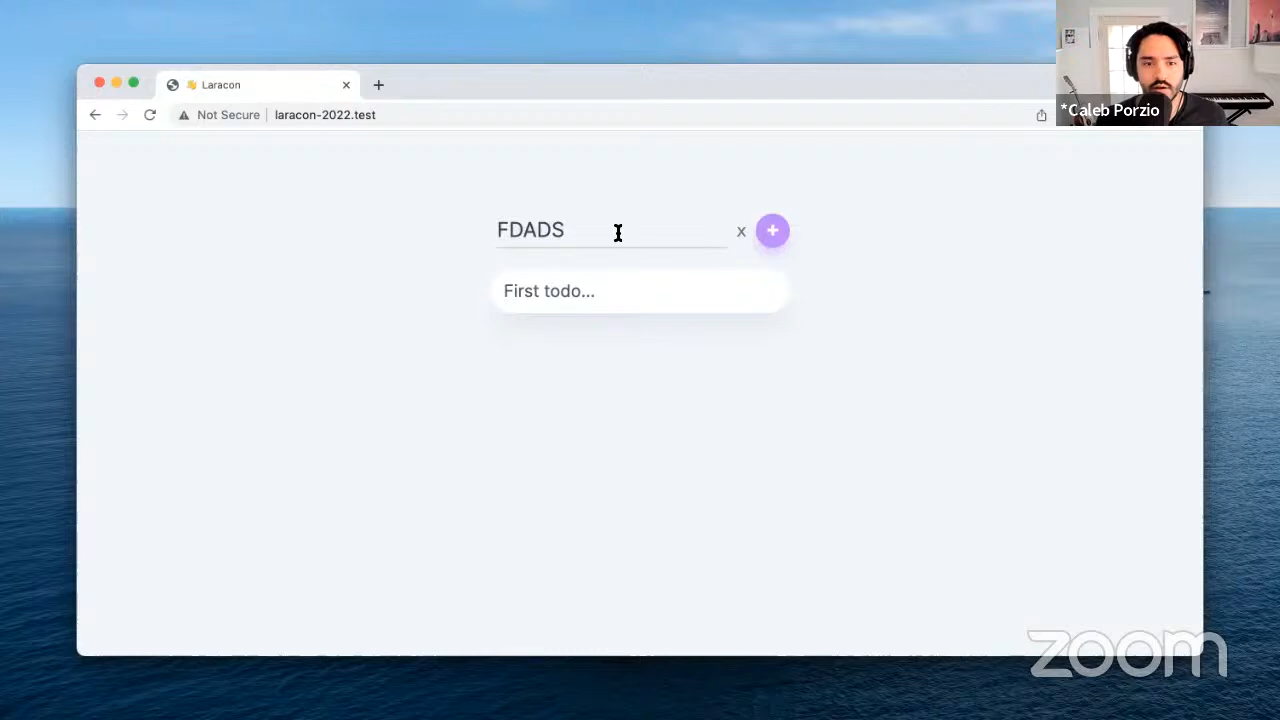 👋 Laracon
Not Secure | laracon-2022.test
*Caleb Porzio
FDADS
x +
First todo...
zoom